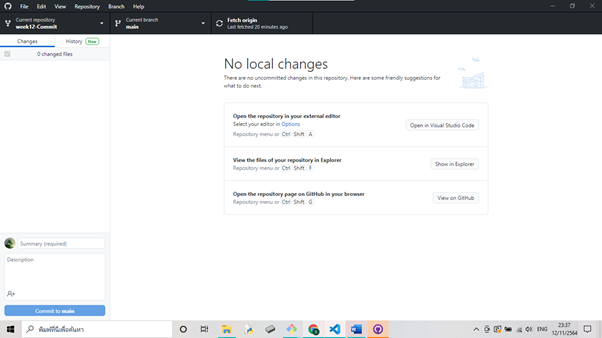 File Edit View Repository Branch Help
Current repository
week12-Commit
Current branch
main
Fetch origin
Last fetched 20 minutes ago
Changes
History New
0 changed files
No local changes
There are no uncommitted changes in this repository. Here are some friendly suggestions for
what to do next.
Open the repository in your external editor
Select your editor in Options
Repository menu or Ctrl Shift A
Open in Visual Studio Code
View the files of your repository in Explorer
Repository menu or Ctrl Shift F
Show in Explorer
Open the repository page on GitHub in your browser
Repository menu or Ctrl Shift G
View on GitHub
Summary (required)
Description
Commit to main
พิมพ์ที่นี่เพื่อค้นหา
ENG
23:37
12/11/2564